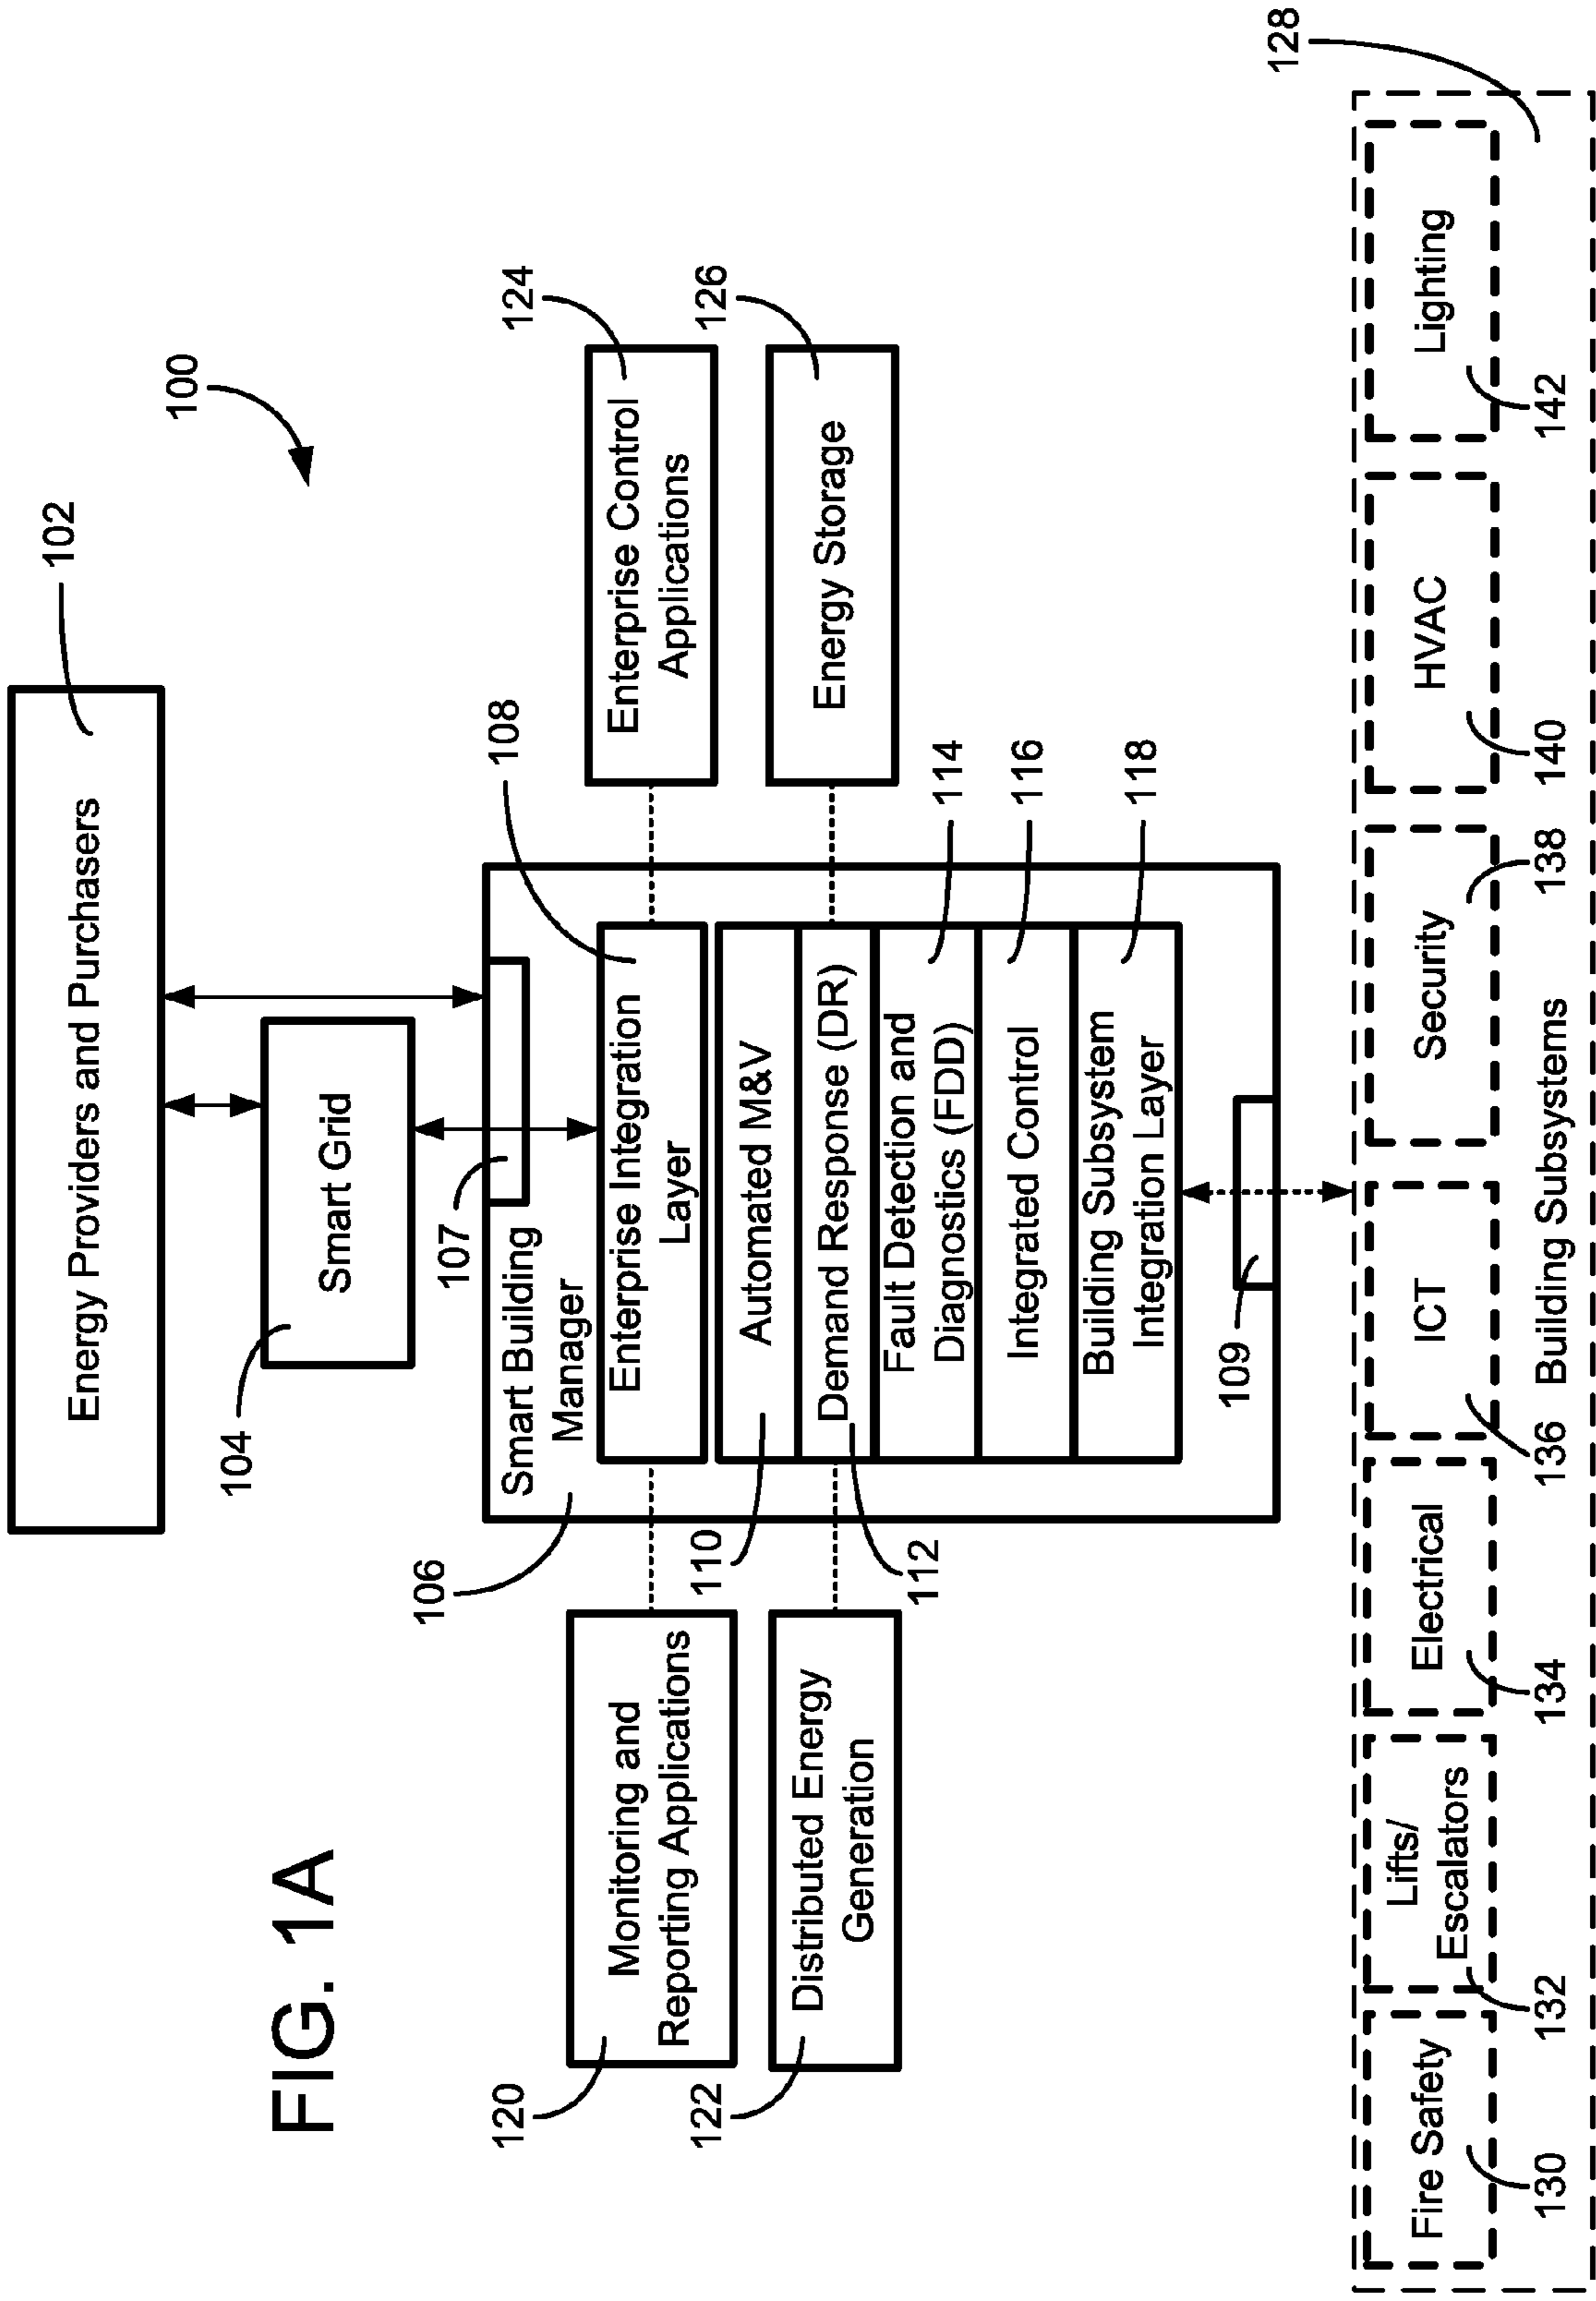 FIG. 1A
100
102
Energy Providers and Purchasers
104
Smart Grid
107
106
Smart Building
Manager
108
Enterprise Integration
Layer
120
Monitoring and
Reporting Applications
124
Enterprise Control
Applications
110
Automated M&V
112
Demand Response (DR)
122
Distributed Energy
Generation
126
Energy Storage
114
Fault Detection and
Diagnostics (FDD)
116
Integrated Control
118
Building Subsystem
Integration Layer
109
128
Fire Safety
Lifts/
Escalators
Electrical
ICT
Security
HVAC
Lighting
130
132
134
136
138
140
142
Building Subsystems